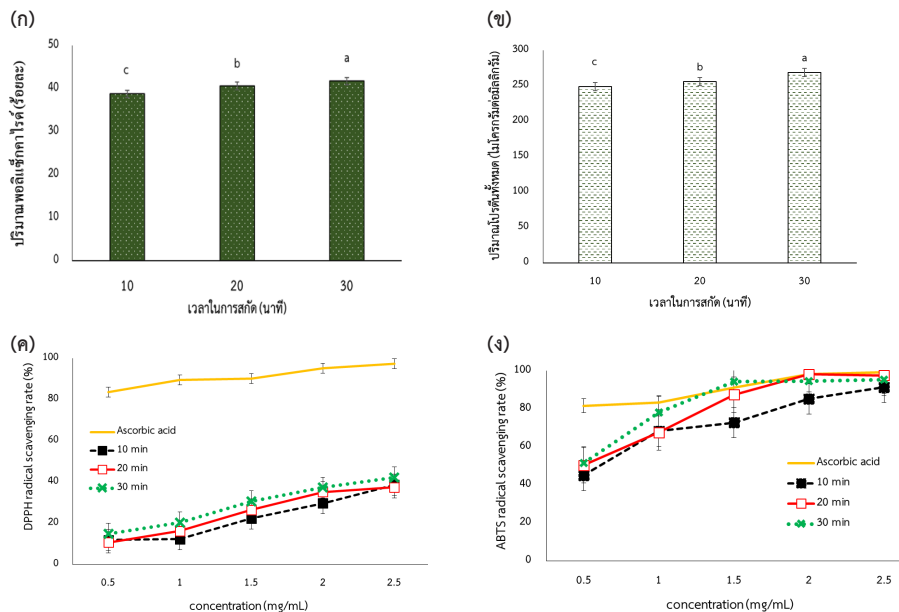 (ก)
ปริมาณพอลิแซ็กคาไรด์ (ร้อยละ)
50
40
30
20
10
0
c
b
a
10 20 30
เวลาในการสกัด (นาที)
(ข)
ปริมาณโปรตีนทั้งหมด (ไมโครกรัมต่อมิลลิกรัม)
300
250
200
150
100
50
0
c
b
a
10 20 30
เวลาในการสกัด (นาที)
(ค)
DPPH radical scavenging rate (%)
100
80
60
40
20
0
Ascorbic acid
10 min
20 min
30 min
0.5 1 1.5 2 2.5
concentration (mg/mL)
(ง)
ABTS radical scavenging rate (%)
100
80
60
40
20
0
Ascorbic acid
10 min
20 min
30 min
0.5 1 1.5 2 2.5
concentration (mg/mL)